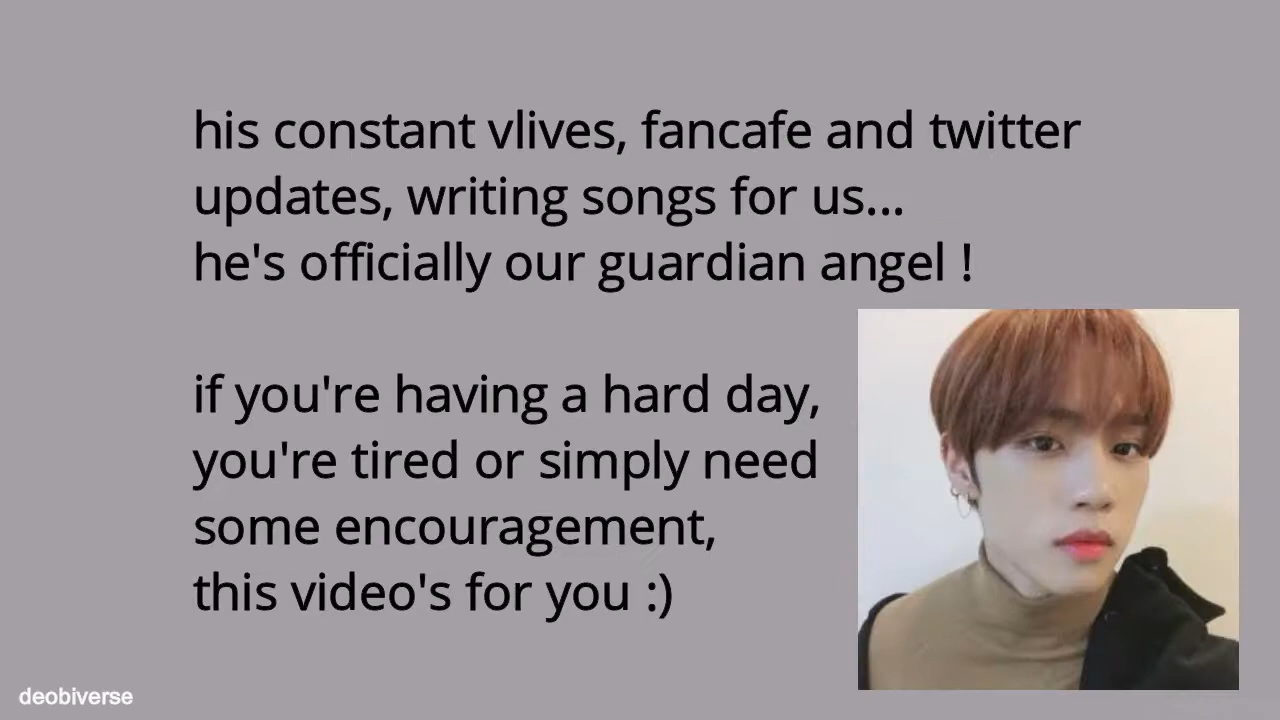 his constant vlives, fancafe and twitter
updates, writing songs for us...
he's officially our guardian angel !
if you're having a hard day,
you're tired or simply need
some encouragement,
this video's for you :)
deobiverse